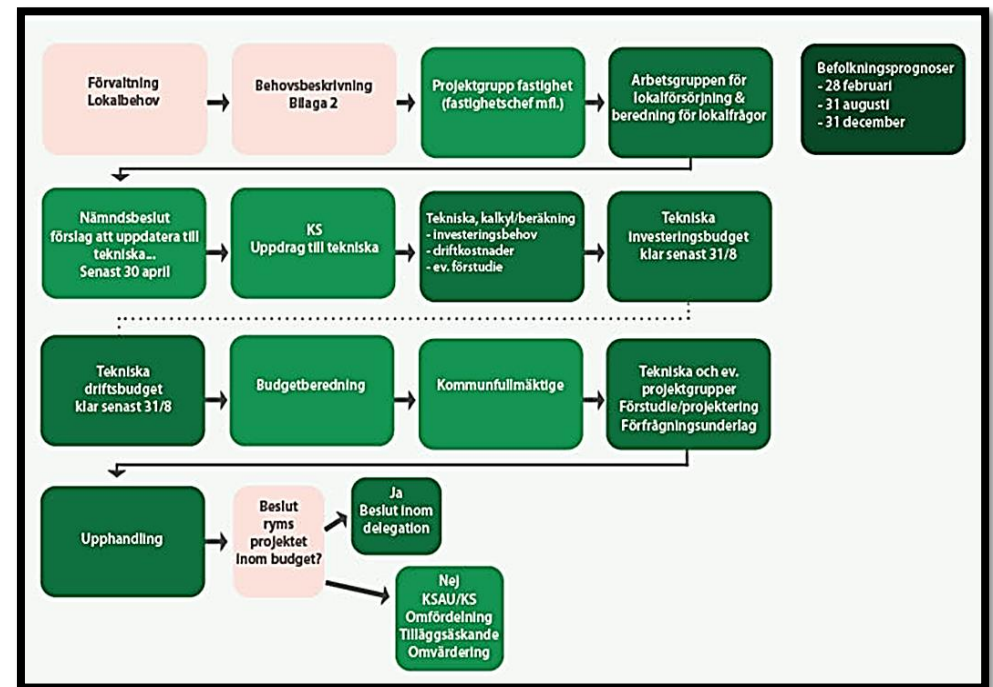 Förvaltning
Lokalbehov
Behovsbeskrivning
Bilaga 2
Projektgrupp fastighet
(fastighetschef mfl.)
Arbetsgruppen för
lokalförsörjning &
beredning för lokalfrågor
Befolkningsprognoser
- 28 februari
- 31 augusti
- 31 december
Nämndsbeslut
förslag att uppdatera till
tekniska...
Senast 30 april
KS
Uppdrag till tekniska
Tekniska, kalkyl/beräkning
- investeringsbehov
- driftkostnader
- ev. förstudie
Tekniska
Investeringsbudget
klar senast 31/8
Tekniska
driftsbudget
klar senast 31/8
Budgetberedning
Kommunfullmäktige
Tekniska och ev.
projektgrupper
Förstudie/projektering
Förfrågningsunderlag
Upphandling
Beslut
ryms
projektet
inom budget?
Ja
Beslut inom
delegation
Nej
KSAU/KS
Omfördelning
Tilläggsäskande
Omvärdering